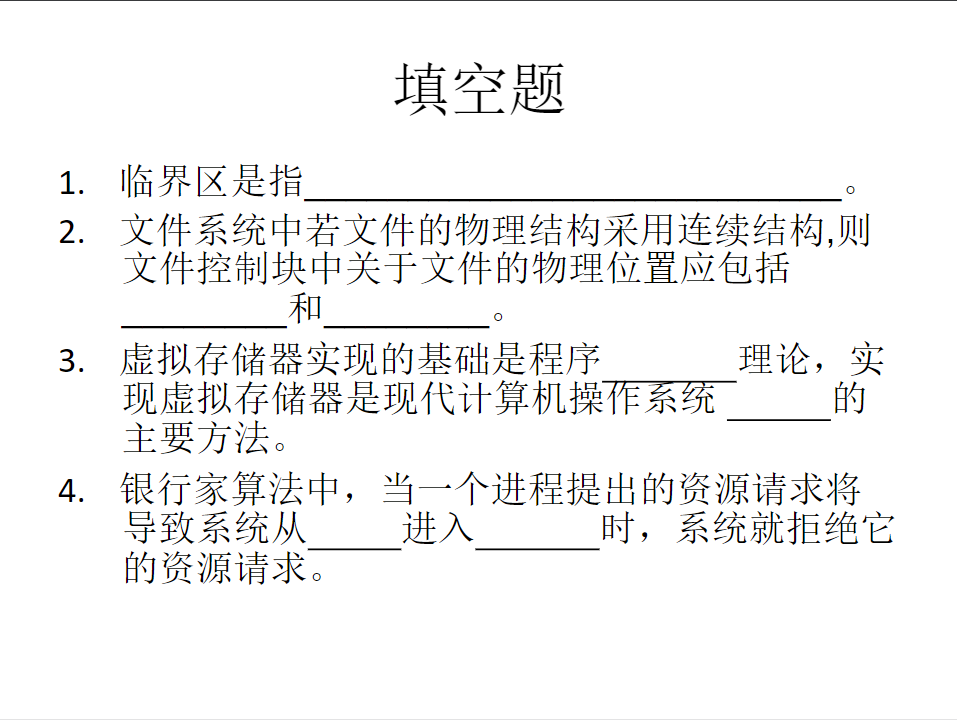 填空题
1. 临界区是指____________________________。
2. 文件系统中若文件的物理结构采用连续结构,则
文件控制块中关于文件的物理位置应包括
_________和_________。
3. 虚拟存储器实现的基础是程序_______理论，实
现虚拟存储器是现代计算机操作系统 _____的
主要方法。
4. 银行家算法中，当一个进程提出的资源请求将
导致系统从_____进入_______时，系统就拒绝它
的资源请求。